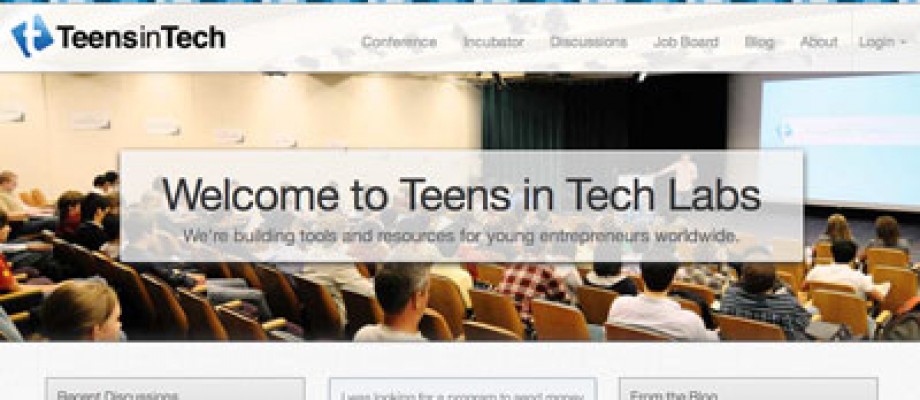 TeensinTech
Conference Incubator Discussions Job Board Blog About Login
Welcome to Teens in Tech Labs
We're building tools and resources for young entrepreneurs worldwide.
Recent Discussions
I was looking for a program to send money
From the Blog